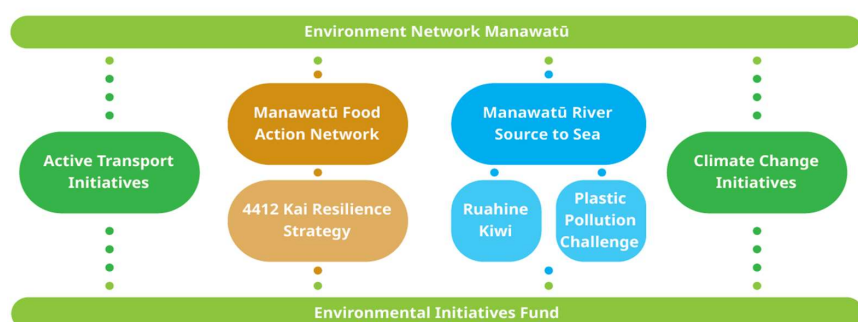 Environment Network Manawatū
Manawatū Food
Action Network
Manawatū River
Source to Sea
Active Transport
Initiatives
Climate Change
Initiatives
4412 Kai Resilience
Strategy
Ruahine
Kiwi
Plastic
Pollution
Challenge
Environmental Initiatives Fund